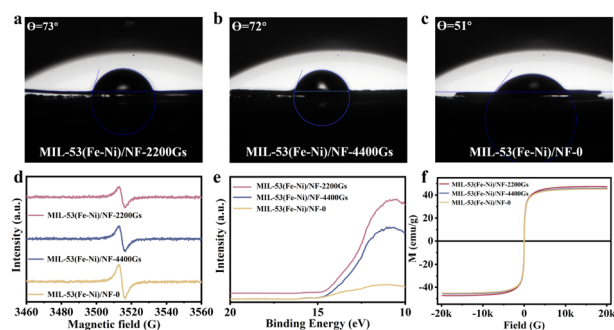 a
Θ=73°
MIL-53(Fe-Ni)/NF-2200Gs
b
Θ=72°
MIL-53(Fe-Ni)/NF-4400Gs
c
Θ=51°
MIL-53(Fe-Ni)/NF-0
d
Intensity (a.u.)
MIL-53(Fe-Ni)/NF-2200Gs
MIL-53(Fe-Ni)/NF-4400Gs
MIL-53(Fe-Ni)/NF-0
3460 3480 3500 3520 3540 3560
Magnetic field (G)
e
Intensity (a.u.)
MIL-53(Fe-Ni)/NF-2200Gs
MIL-53(Fe-Ni)/NF-4400Gs
MIL-53(Fe-Ni)/NF-0
20 15 10
Binding Energy (eV)
f
M (emu/g)
MIL-53(Fe-Ni)/NF-2200Gs
MIL-53(Fe-Ni)/NF-4400Gs
MIL-53(Fe-Ni)/NF-0
40
20
0
-20
-40
-20k -10k 0 10k 20k
Field (G)